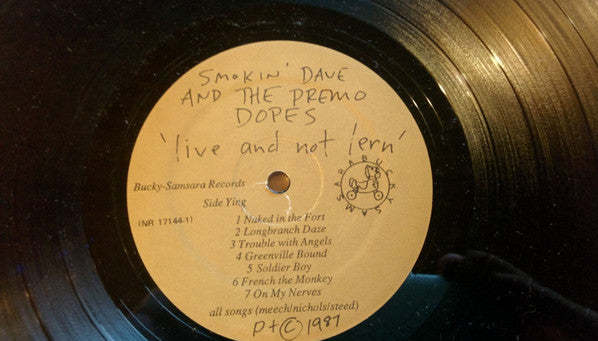 SMOKIN' DAVE
AND THE PREMO
DOPES
'live and not lern'
Bucky-Samsara Records
Side Ying
BUCKY SAMSARA
(NR 17144-1)
1 Naked in the Fort
2 Longbranch Daze
3 Trouble with Angels
4 Greenville Bound
5 Soldier Boy
6 French the Monkey
7 On My Nerves
all songs (meech/nichols/steed)
P+© 1987